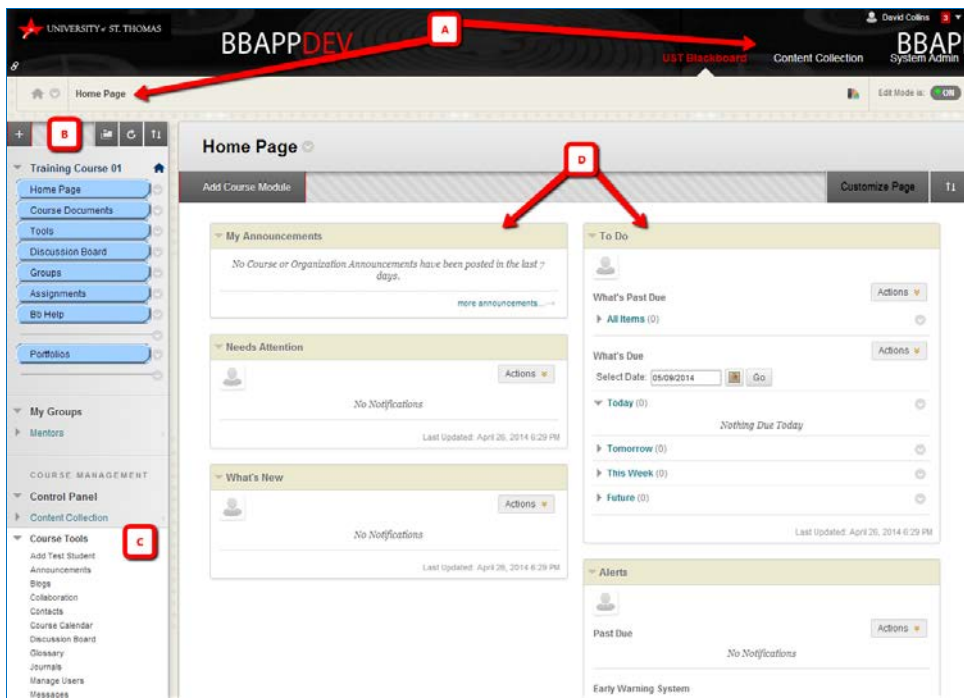 UNIVERSITY of ST. THOMAS
BBAPPDEV
A
David Collins 3
BBAP
UST Blackboard Content Collection System Admin
Home Page
Edit Mode is: ON
B
Training Course 01
Home Page
Course Documents
Tools
Discussion Board
Groups
Assignments
Bb Help
Portfolios
My Groups
Mentors
COURSE MANAGEMENT
Control Panel
Content Collection
Course Tools
C
Add Test Student
Announcements
Blogs
Collaboration
Contacts
Course Calendar
Discussion Board
Glossary
Journals
Manage Users
Messages
Home Page
D
Add Course Module
Customize Page
My Announcements
No Course or Organization Announcements have been posted in the last 7
days.
more announcements...
Needs Attention
Actions
No Notifications
Last Updated: April 26, 2014 6:29 PM
What's New
Actions
No Notifications
Last Updated: April 26, 2014 6:29 PM
To Do
Actions
What's Past Due
All Items (0)
Actions
What's Due
Select Date: 05/09/2014 Go
Today (0)
Nothing Due Today
Tomorrow (0)
This Week (0)
Future (0)
Last Updated: April 26, 2014 6:29 PM
Alerts
Actions
Past Due
No Notifications
Early Warning System